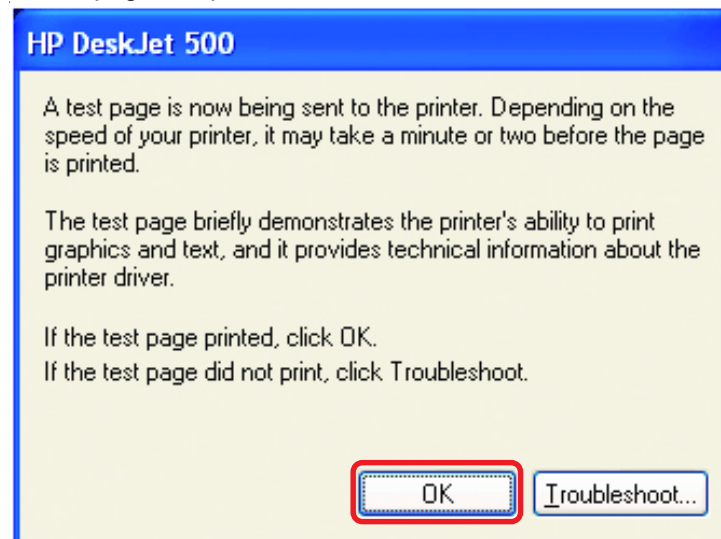 HP DeskJet 500
A test page is now being sent to the printer. Depending on the
speed of your printer, it may take a minute or two before the page
is printed.
The test page briefly demonstrates the printer's ability to print
graphics and text, and it provides technical information about the
printer driver.
If the test page printed, click OK.
If the test page did not print, click Troubleshoot.
OK
Troubleshoot...